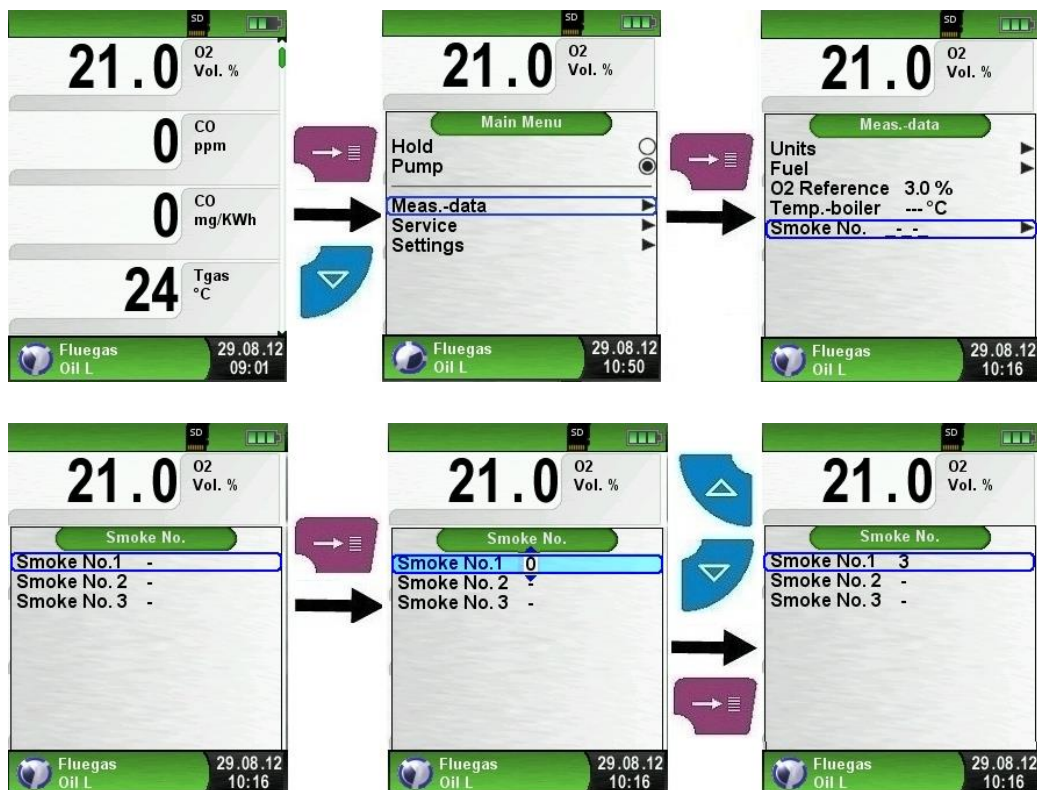 SD
21.0 O2
Vol. %
0 CO
ppm
0 CO
mg/KWh
24 Tgas
°C
Fluegas 29.08.12
Oil L 09:01
SD
21.0 O2
Vol. %
Main Menu
Hold
Pump
Meas.-data
Service
Settings
Fluegas 29.08.12
Oil L 10:50
SD
21.0 O2
Vol. %
Meas.-data
Units
Fuel
O2 Reference 3.0 %
Temp.-boiler --- °C
Smoke No. _-_-_
Fluegas 29.08.12
Oil L 10:16
SD
21.0 O2
Vol. %
Smoke No.
Smoke No.1 -
Smoke No. 2 -
Smoke No. 3 -
Fluegas 29.08.12
Oil L 10:16
SD
21.0 O2
Vol. %
Smoke No.
Smoke No.1 0
Smoke No. 2 -
Smoke No. 3 -
Fluegas 29.08.12
Oil L 10:16
SD
21.0 O2
Vol. %
Smoke No.
Smoke No.1 3
Smoke No. 2 -
Smoke No. 3 -
Fluegas 29.08.12
Oil L 10:16